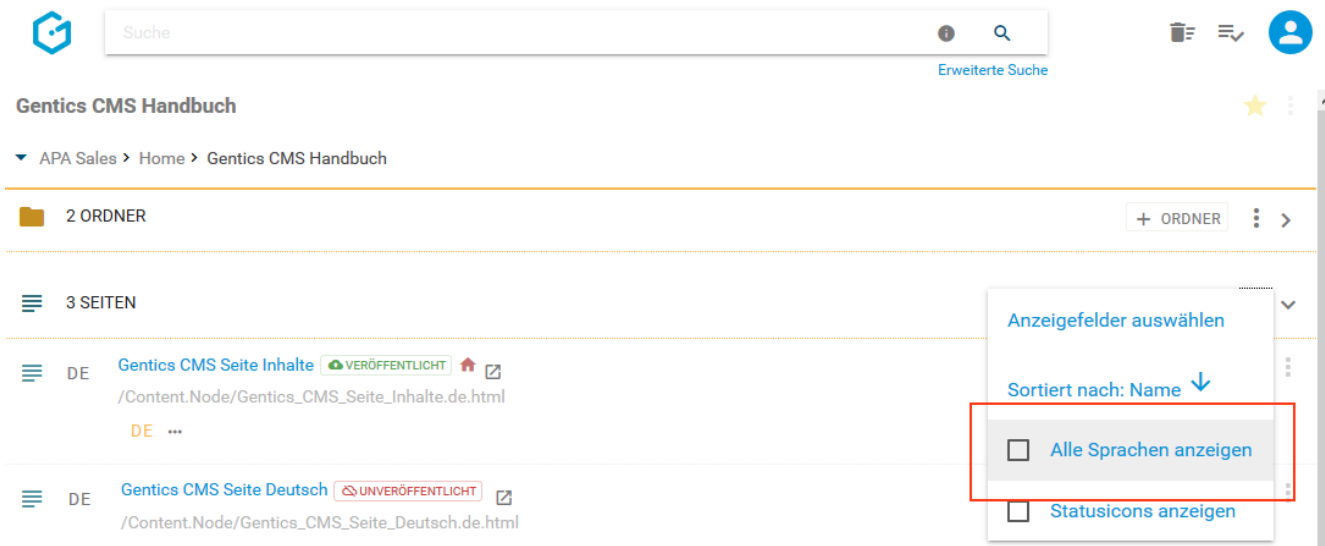 Suche
Erweiterte Suche
Gentics CMS Handbuch
APA Sales > Home > Gentics CMS Handbuch
2 ORDNER
+ ORDNER
3 SEITEN
Anzeigefelder auswählen
Sortiert nach: Name
Alle Sprachen anzeigen
Statusicons anzeigen
DE Gentics CMS Seite Inhalte VERÖFFENTLICHT
/Content.Node/Gentics_CMS_Seite_Inhalte.de.html
DE •••
DE Gentics CMS Seite Deutsch UNVERÖFFENTLICHT
/Content.Node/Gentics_CMS_Seite_Deutsch.de.html